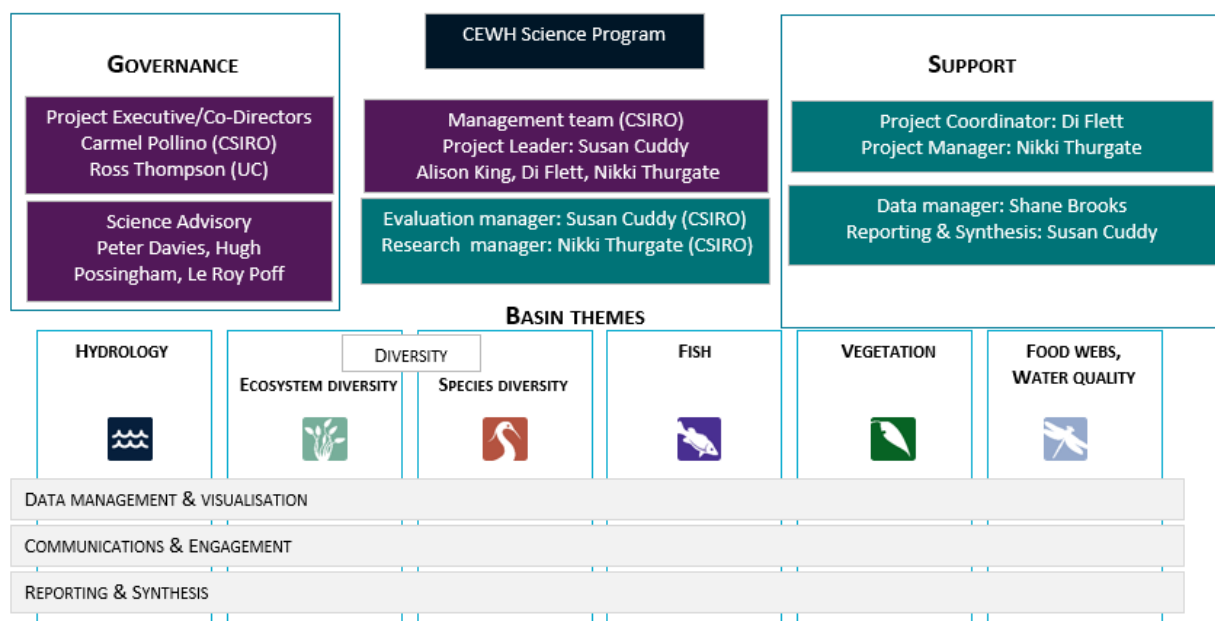 CEWH Science Program
GOVERNANCE
Project Executive/Co-Directors
Carmel Pollino (CSIRO)
Ross Thompson (UC)
Science Advisory
Peter Davies, Hugh
Possingham, Le Roy Poff
Management team (CSIRO)
Project Leader: Susan Cuddy
Alison King, Di Flett, Nikki Thurgate
Evaluation manager: Susan Cuddy (CSIRO)
Research manager: Nikki Thurgate (CSIRO)
SUPPORT
Project Coordinator: Di Flett
Project Manager: Nikki Thurgate
Data manager: Shane Brooks
Reporting & Synthesis: Susan Cuddy
BASIN THEMES
HYDROLOGY
DIVERSITY
ECOSYSTEM DIVERSITY
SPECIES DIVERSITY
FISH
VEGETATION
FOOD WEBS,
WATER QUALITY
DATA MANAGEMENT & VISUALISATION
COMMUNICATIONS & ENGAGEMENT
REPORTING & SYNTHESIS